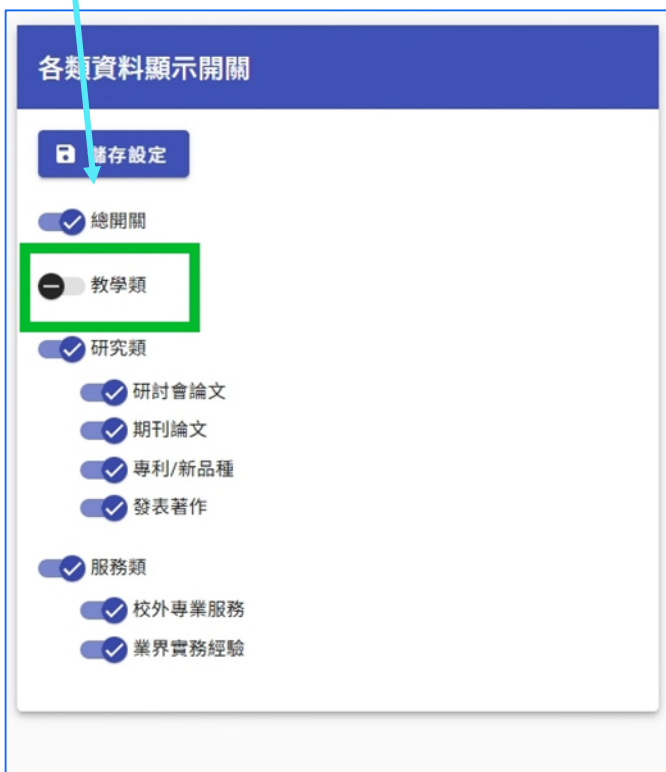 各類資料顯示開關
儲存設定
總開關
教學類
研究類
研討會論文
期刊論文
專利/新品種
發表著作
服務類
校外專業服務
業界實務經驗